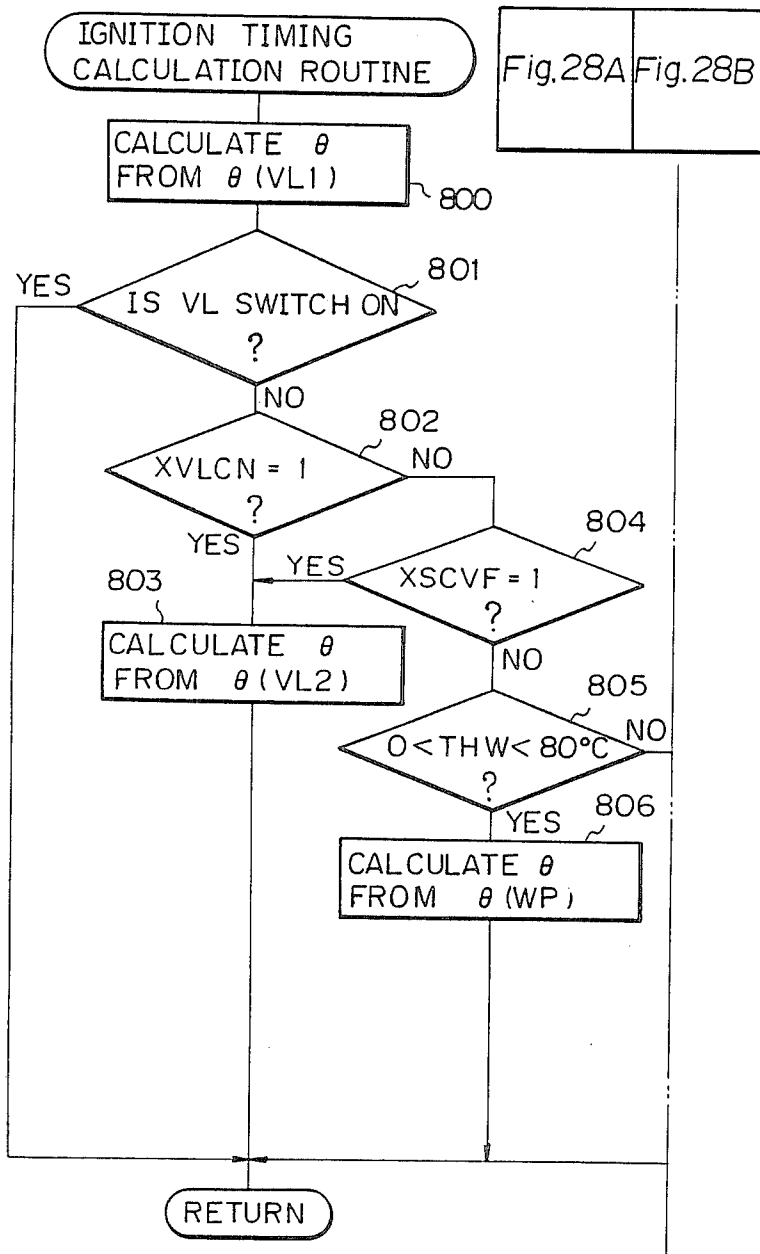 IGNITION TIMING
CALCULATION ROUTINE
Fig.28A Fig.28B
CALCULATE θ
FROM θ (VL1)
800
801
YES
IS VL SWITCH ON
?
NO
802
XVLCN = 1
?
NO
YES
804
XSCVF = 1
?
YES
NO
803
CALCULATE θ
FROM θ (VL2)
805
0 < THW < 80°C
?
NO
YES
806
CALCULATE θ
FROM θ (WP)
RETURN